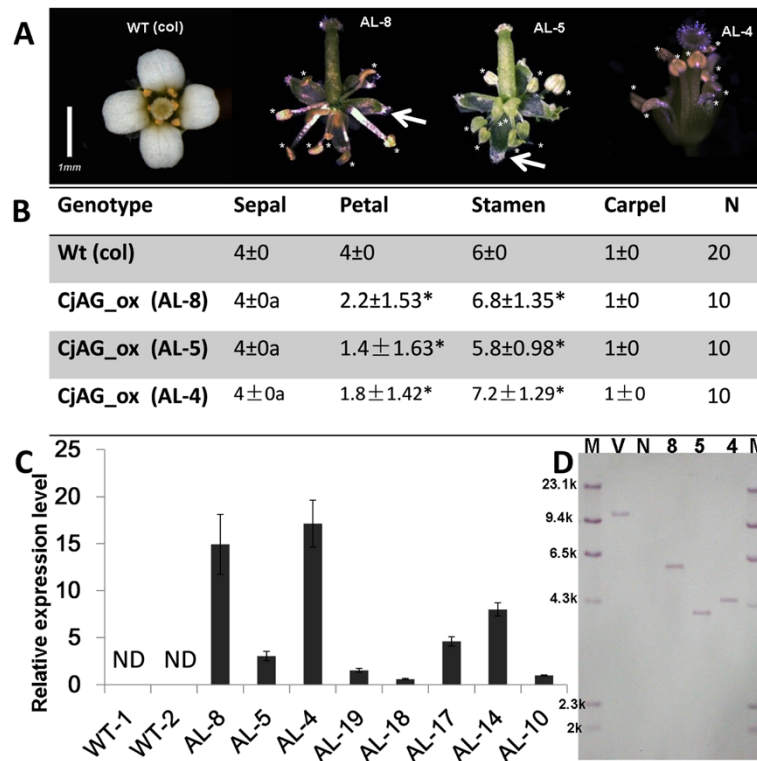 A
WT (col)
AL-8
AL-5
AL-4
1mm
B
Genotype Sepal Petal Stamen Carpel N
Wt (col) 4±0 4±0 6±0 1±0 20
CjAG_ox (AL-8) 4±0a 2.2±1.53* 6.8±1.35* 1±0 10
CjAG_ox (AL-5) 4±0a 1.4±1.63* 5.8±0.98* 1±0 10
CjAG_ox (AL-4) 4±0a 1.8±1.42* 7.2±1.29* 1±0 10
C
Relative expression level
25
20
15
10
5
0
ND ND
WT-1 WT-2 AL-8 AL-5 AL-4 AL-19 AL-18 AL-17 AL-14 AL-10
D
M V N 8 5 4 M
23.1k
9.4k
6.5k
4.3k
2.3k
2k